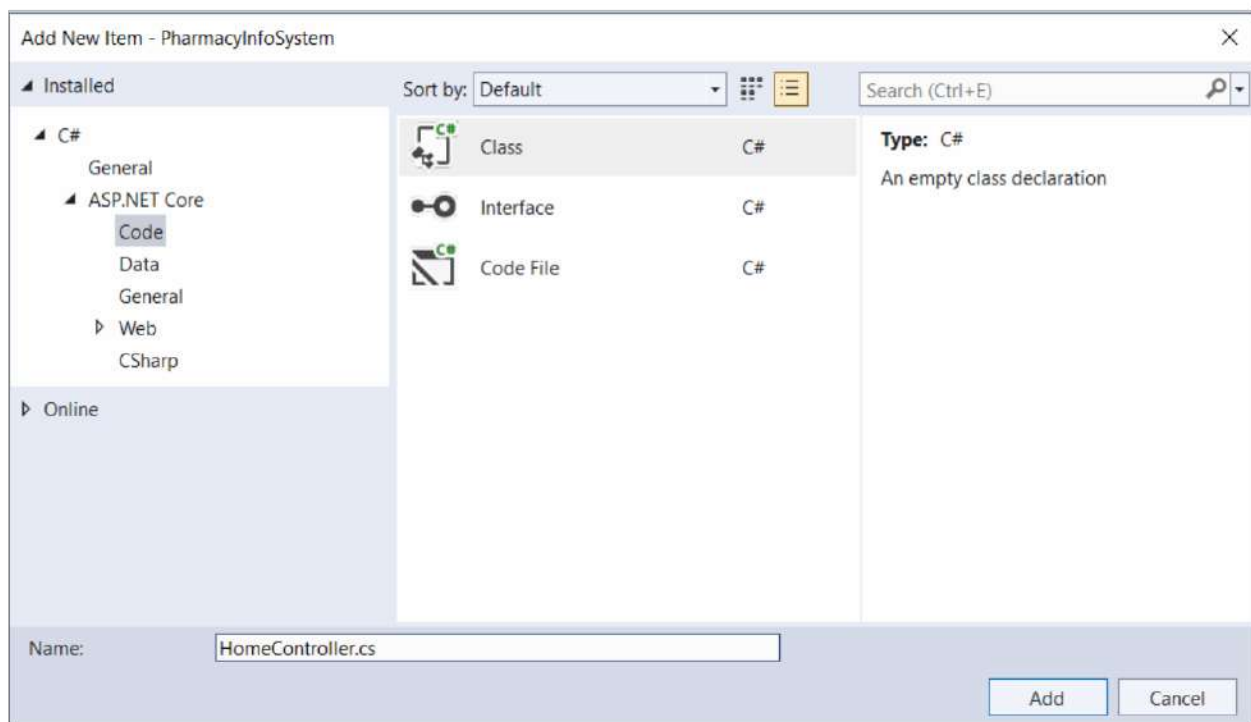 Add New Item - PharmacyInfoSystem
Installed
Sort by: Default
Search (Ctrl+E)
C#
General
ASP.NET Core
Code
Data
General
Web
CSharp
Online
C# Class C#
Interface C#
C# Code File C#
Type: C#
An empty class declaration
Name: HomeController.cs
Add Cancel